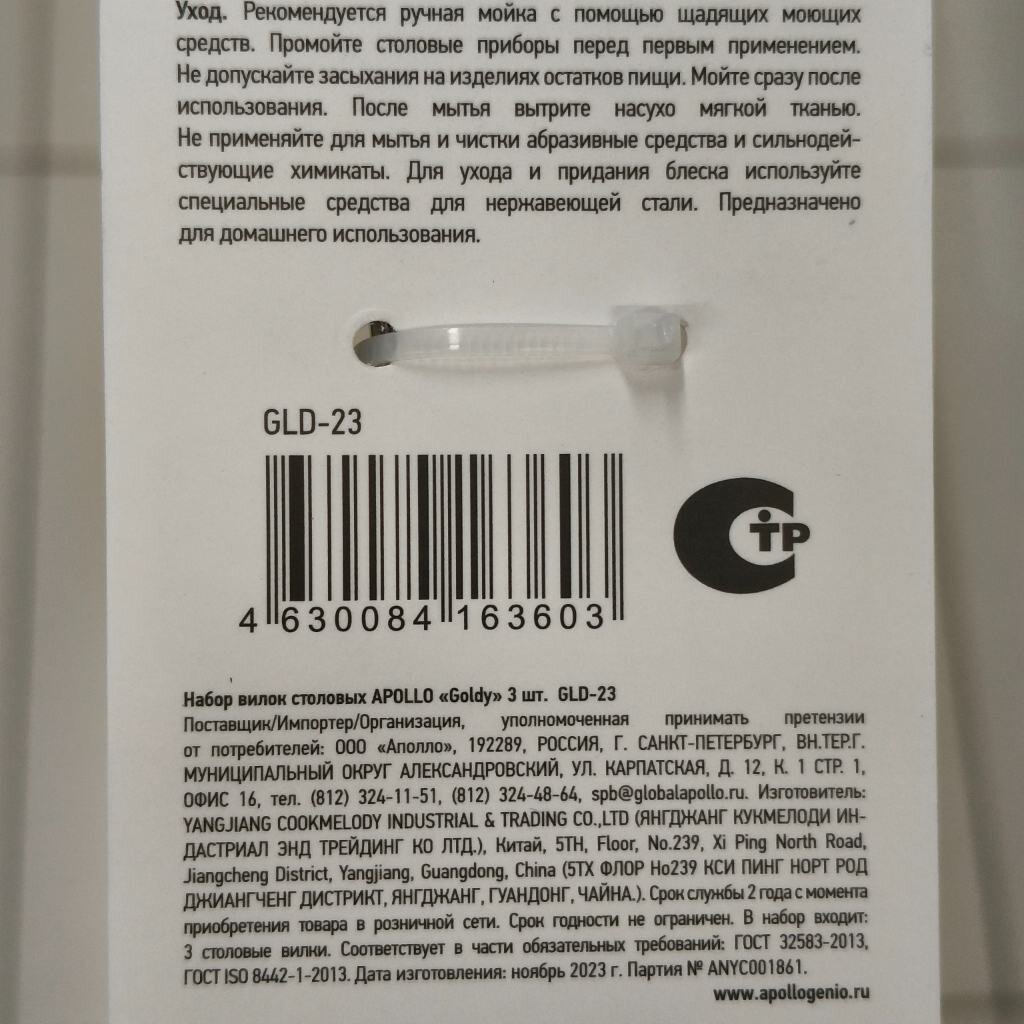 Уход. Рекомендуется ручная мойка с помощью щадящих моющих
средств. Промойте столовые приборы перед первым применением.
Не допускайте засыхания на изделиях остатков пищи. Мойте сразу после
использования. После мытья вытрите насухо мягкой тканью.
Не применяйте для мытья и чистки абразивные средства и сильнодей-
ствующие химикаты. Для ухода и придания блеска используйте
специальные средства для нержавеющей стали. Предназначено
для домашнего использования.
GLD-23
4 630084 163603
СТР
Набор вилок столовых APOLLO «Goldy» 3 шт. GLD-23
Поставщик/Импортер/Организация, уполномоченная принимать претензии
от потребителей: ООО «Аполло», 192289, РОССИЯ, Г. САНКТ-ПЕТЕРБУРГ, ВН.ТЕР.Г.
МУНИЦИПАЛЬНЫЙ ОКРУГ АЛЕКСАНДРОВСКИЙ, УЛ. КАРПАТСКАЯ, Д. 12, К. 1 СТР. 1,
ОФИС 16, тел. (812) 324-11-51, (812) 324-48-64, spb@globalapollo.ru. Изготовитель:
YANGJIANG COOKMELODY INDUSTRIAL & TRADING CO.,LTD (ЯНГДЖАНГ КУКМЕЛОДИ ИН-
ДАСТРИАЛ ЭНД ТРЕЙДИНГ КО ЛТД.), Китай, 5TH, Floor, No.239, Xi Ping North Road,
Jiangcheng District, Yangjiang, Guangdong, China (5ТХ ФЛОР Но239 КСИ ПИНГ НОРТ РОД
ДЖИАНГЧЕНГ ДИСТРИКТ, ЯНГДЖАНГ, ГУАНДОНГ, ЧАЙНА.). Срок службы 2 года с момента
приобретения товара в розничной сети. Срок годности не ограничен. В набор входит:
3 столовые вилки. Соответствует в части обязательных требований: ГОСТ 32583-2013,
ГОСТ ISO 8442-1-2013. Дата изготовления: ноябрь 2023 г. Партия № ANYC001861.
www.apollogenio.ru